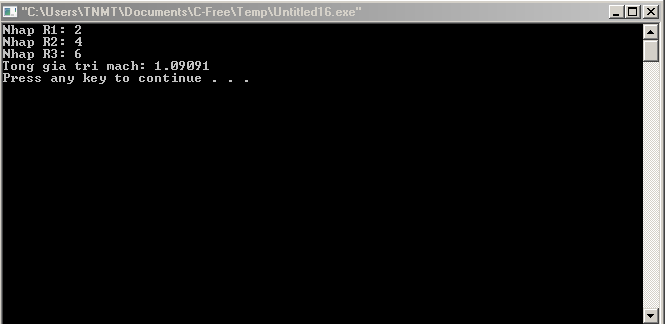 "C:\Users\TNMT\Documents\C-Free\Temp\Untitled16.exe"
Nhap R1: 2
Nhap R2: 4
Nhap R3: 6
Tong gia tri mach: 1.09091
Press any key to continue . . .